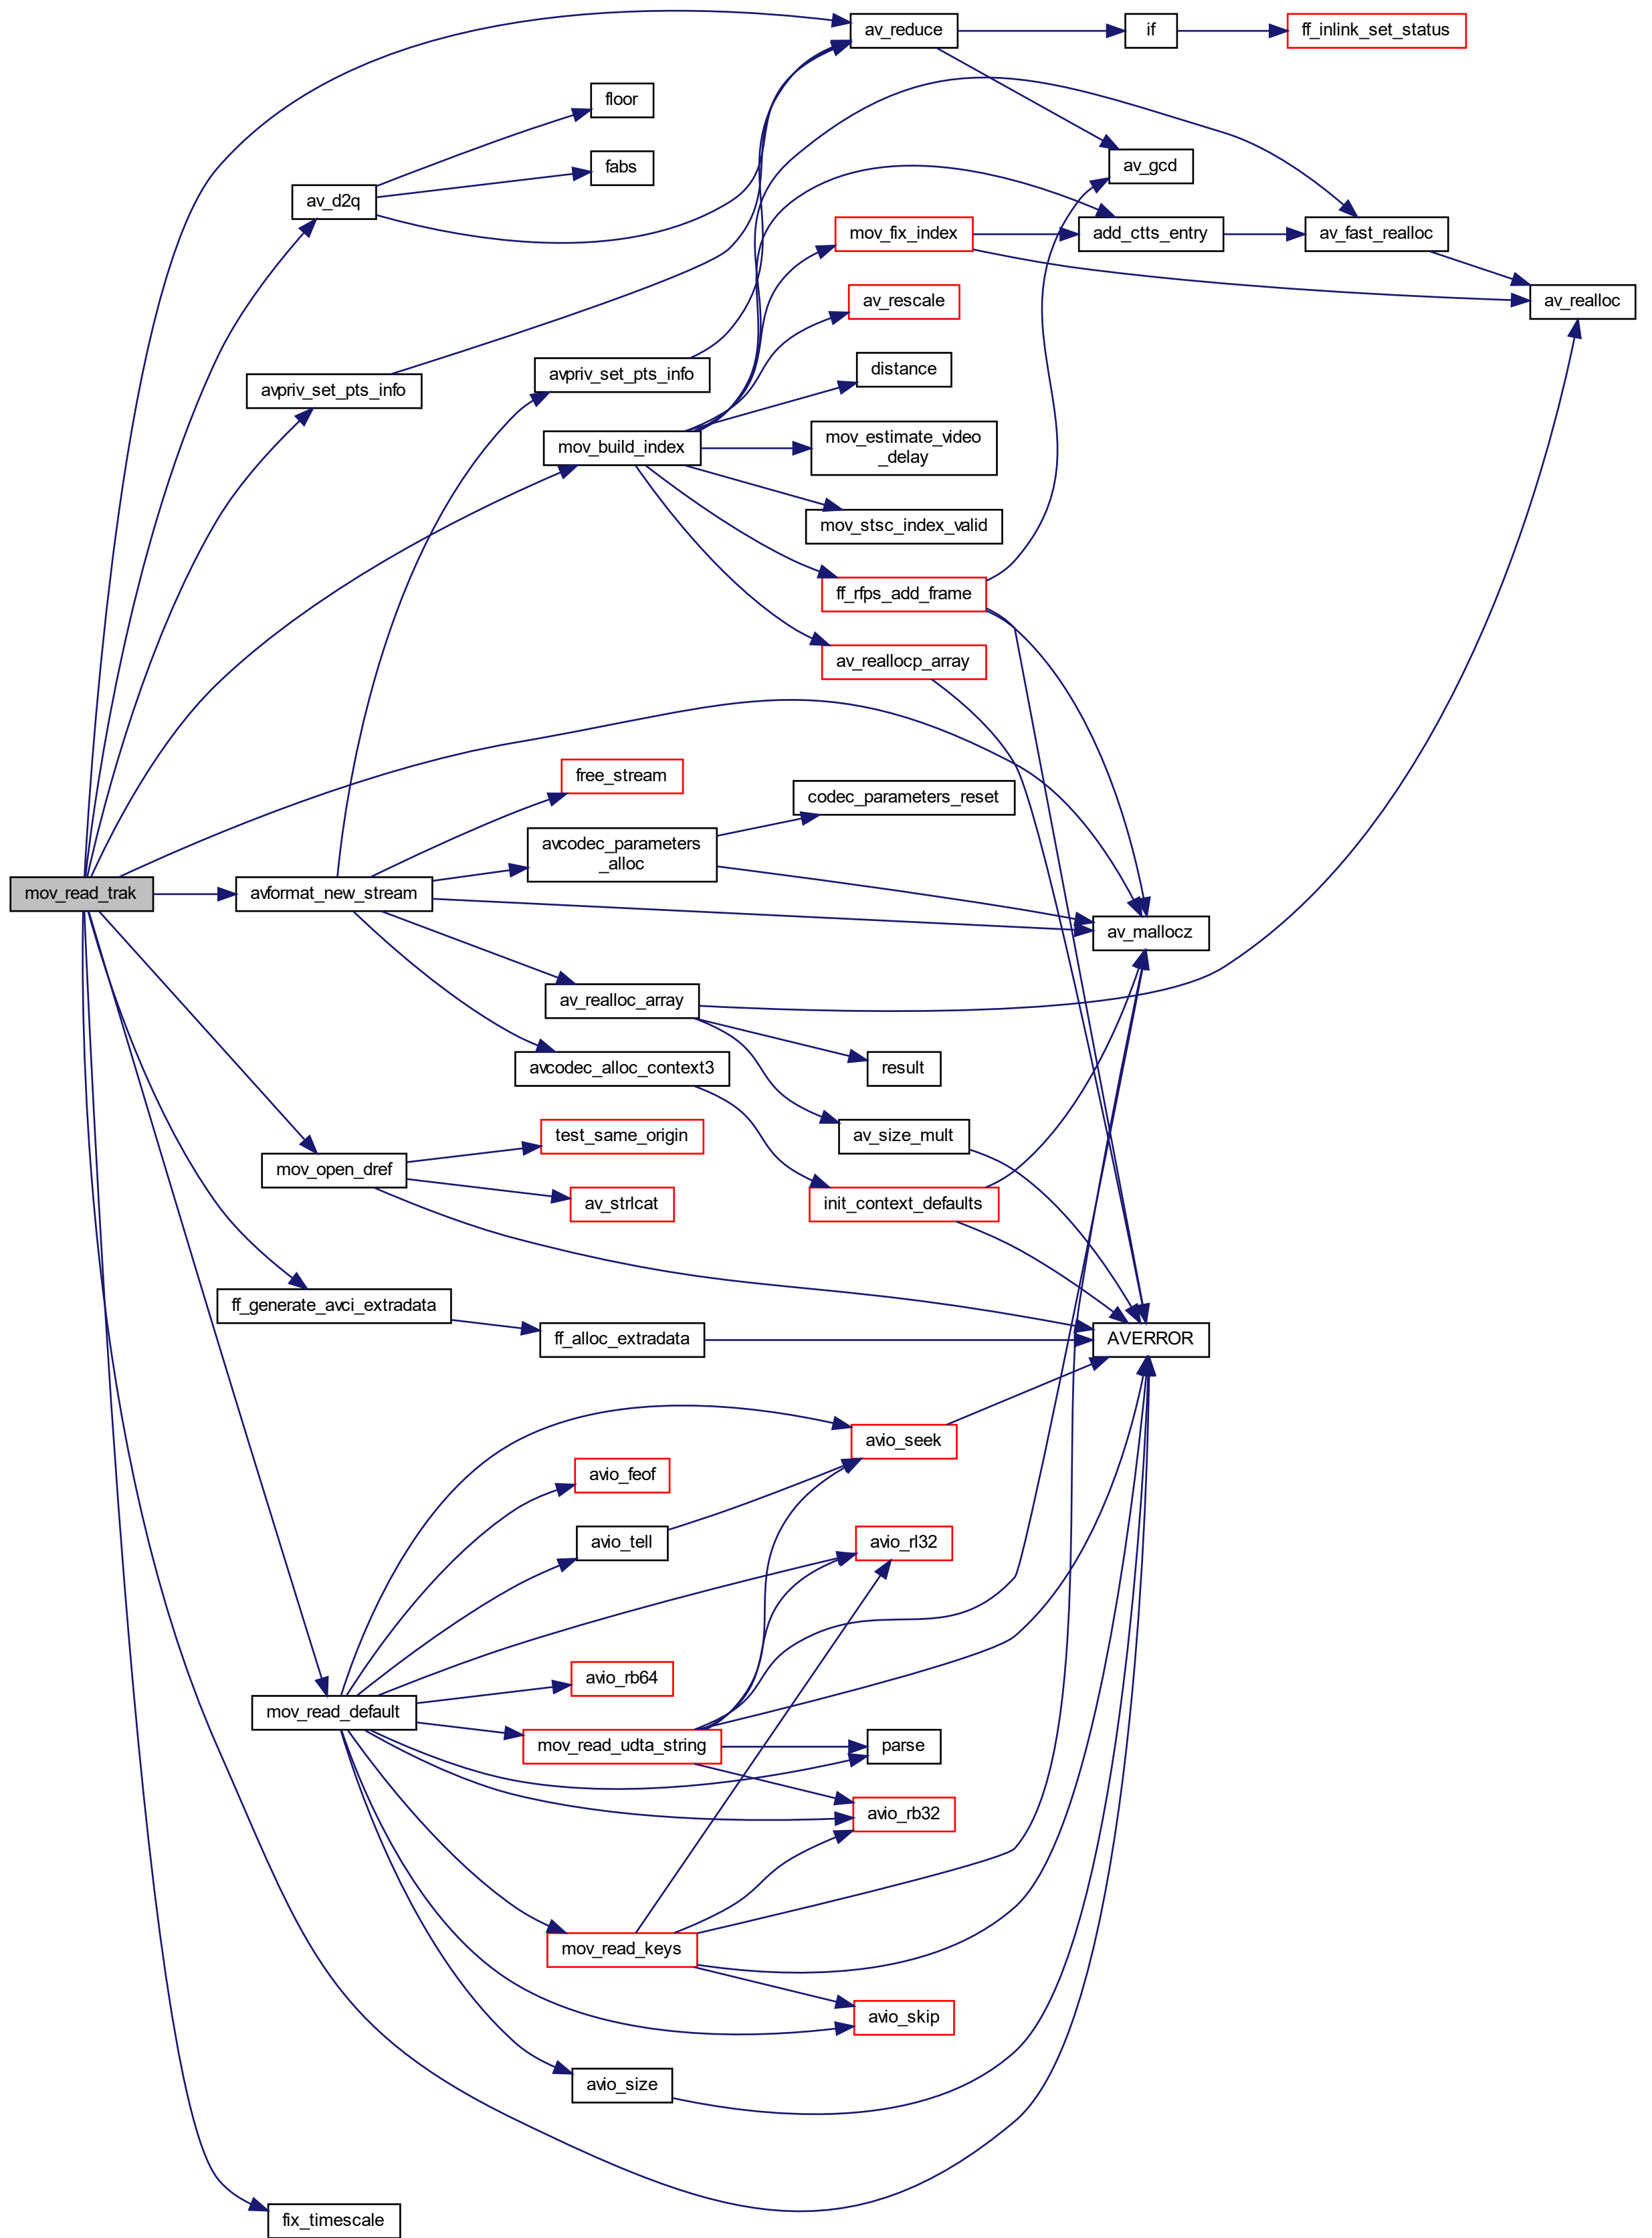 av_reduce
if
ff_inlink_set_status
floor
fabs
av_gcd
av_d2q
mov_fix_index
add_ctts_entry
av_fast_realloc
av_rescale
av_realloc
distance
avpriv_set_pts_info
avpriv_set_pts_info
mov_build_index
mov_estimate_video
_delay
mov_stsc_index_valid
ff_rfps_add_frame
av_reallocp_array
free_stream
codec_parameters_reset
avcodec_parameters
_alloc
mov_read_trak
avformat_new_stream
av_mallocz
av_realloc_array
avcodec_alloc_context3
result
av_size_mult
test_same_origin
mov_open_dref
av_strlcat
init_context_defaults
ff_generate_avci_extradata
ff_alloc_extradata
AVERROR
avio_seek
avio_feof
avio_tell
avio_rl32
avio_rb64
mov_read_default
mov_read_udta_string
parse
avio_rb32
mov_read_keys
avio_skip
avio_size
fix_timescale